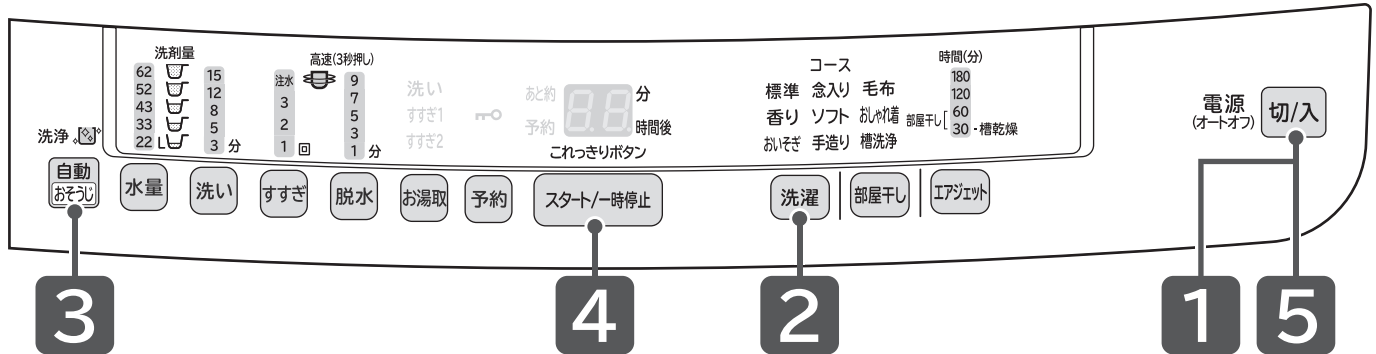 洗剤量
62
52
43
33
22 L
15
12
8
5
3 分
注水
3
2
1 回
高速(3秒押し)
9
7
5
3
1 分
洗い
すすぎ1
すすぎ2
あと約
予約
88
分
時間後
これっきりボタン
コース
標準 念入り 毛布
香り ソフト おしゃれ着
おいそぎ 手造り 槽洗浄
時間(分)
180
120
部屋干し 60
30 - 槽乾燥
洗浄
自動
おそうじ
水量
洗い
すすぎ
脱水
お湯取
予約
スタート/一時停止
洗濯
部屋干し
エアジェット
電源
(オートオフ)
切/入
3
4
2
1
5